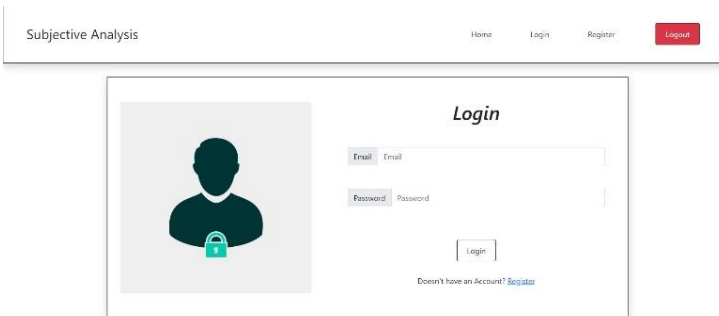 Subjective Analysis Home Login Register Logout
Login
Email Email
Password Password
Login
Doesn't have an Account? Register